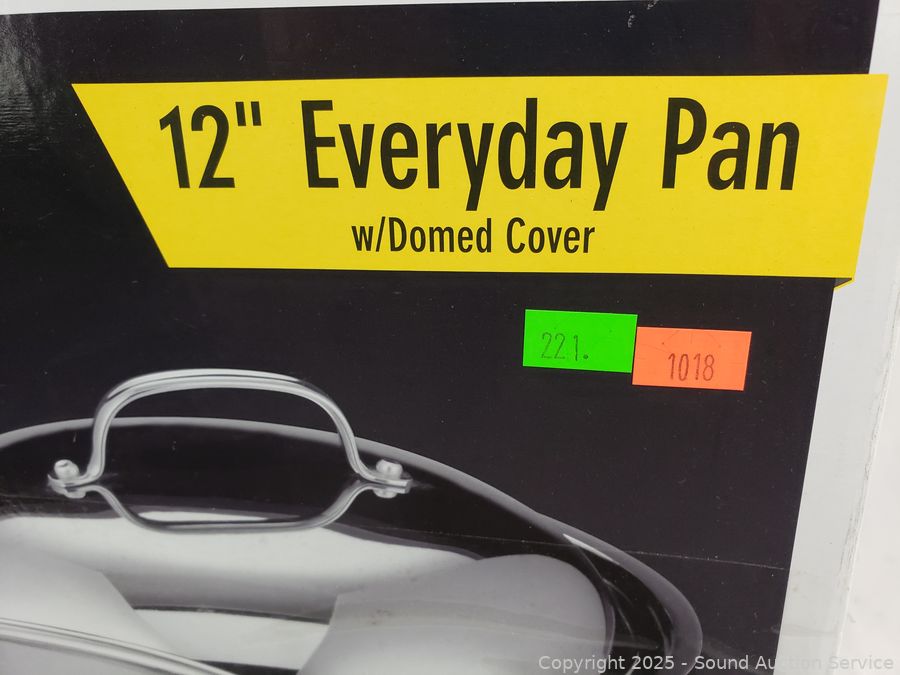 12" Everyday Pan
w/Domed Cover
221.
1018
Copyright 2025 - Sound Auction Service